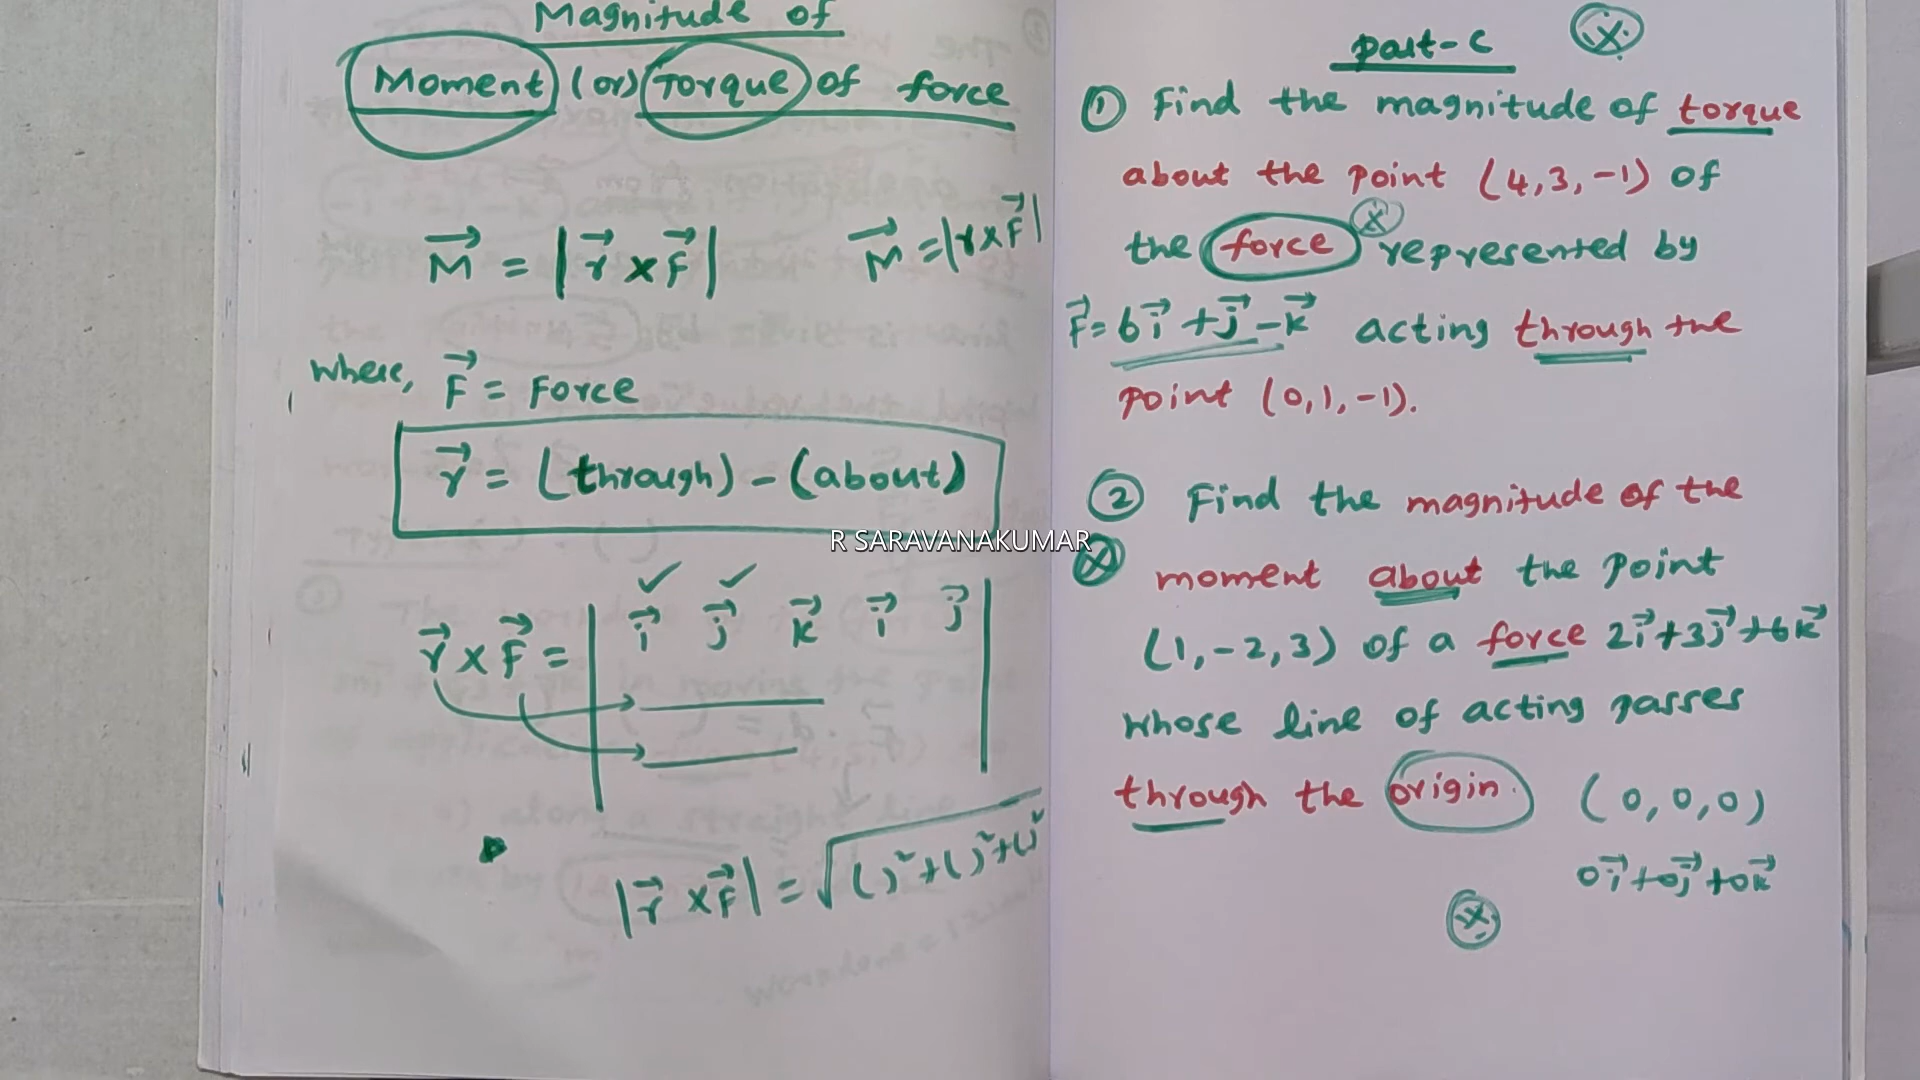 Magnitude of
Moment (or) Torque of force
M⃗ = |r⃗ × F⃗|
M⃗ = |r×F⃗|
where, F⃗ = Force
r⃗ = (through) - (about)
r⃗ × F⃗ = | i⃗ j⃗ k⃗ i⃗ j⃗ |
|r⃗ × F⃗| = √( )² + ( )² + ( )²
R SARAVANAKUMAR
part-C
① Find the magnitude of torque
about the point (4, 3, -1) of
the force represented by
F⃗ = 6i⃗ + j⃗ - k⃗ acting through the
point (0, 1, -1).
② Find the magnitude of the
moment about the point
(1, -2, 3) of a force 2i⃗ + 3j⃗ + 6k⃗
whose line of acting passes
through the origin. (0, 0, 0)
0i⃗ + 0j⃗ + 0k⃗